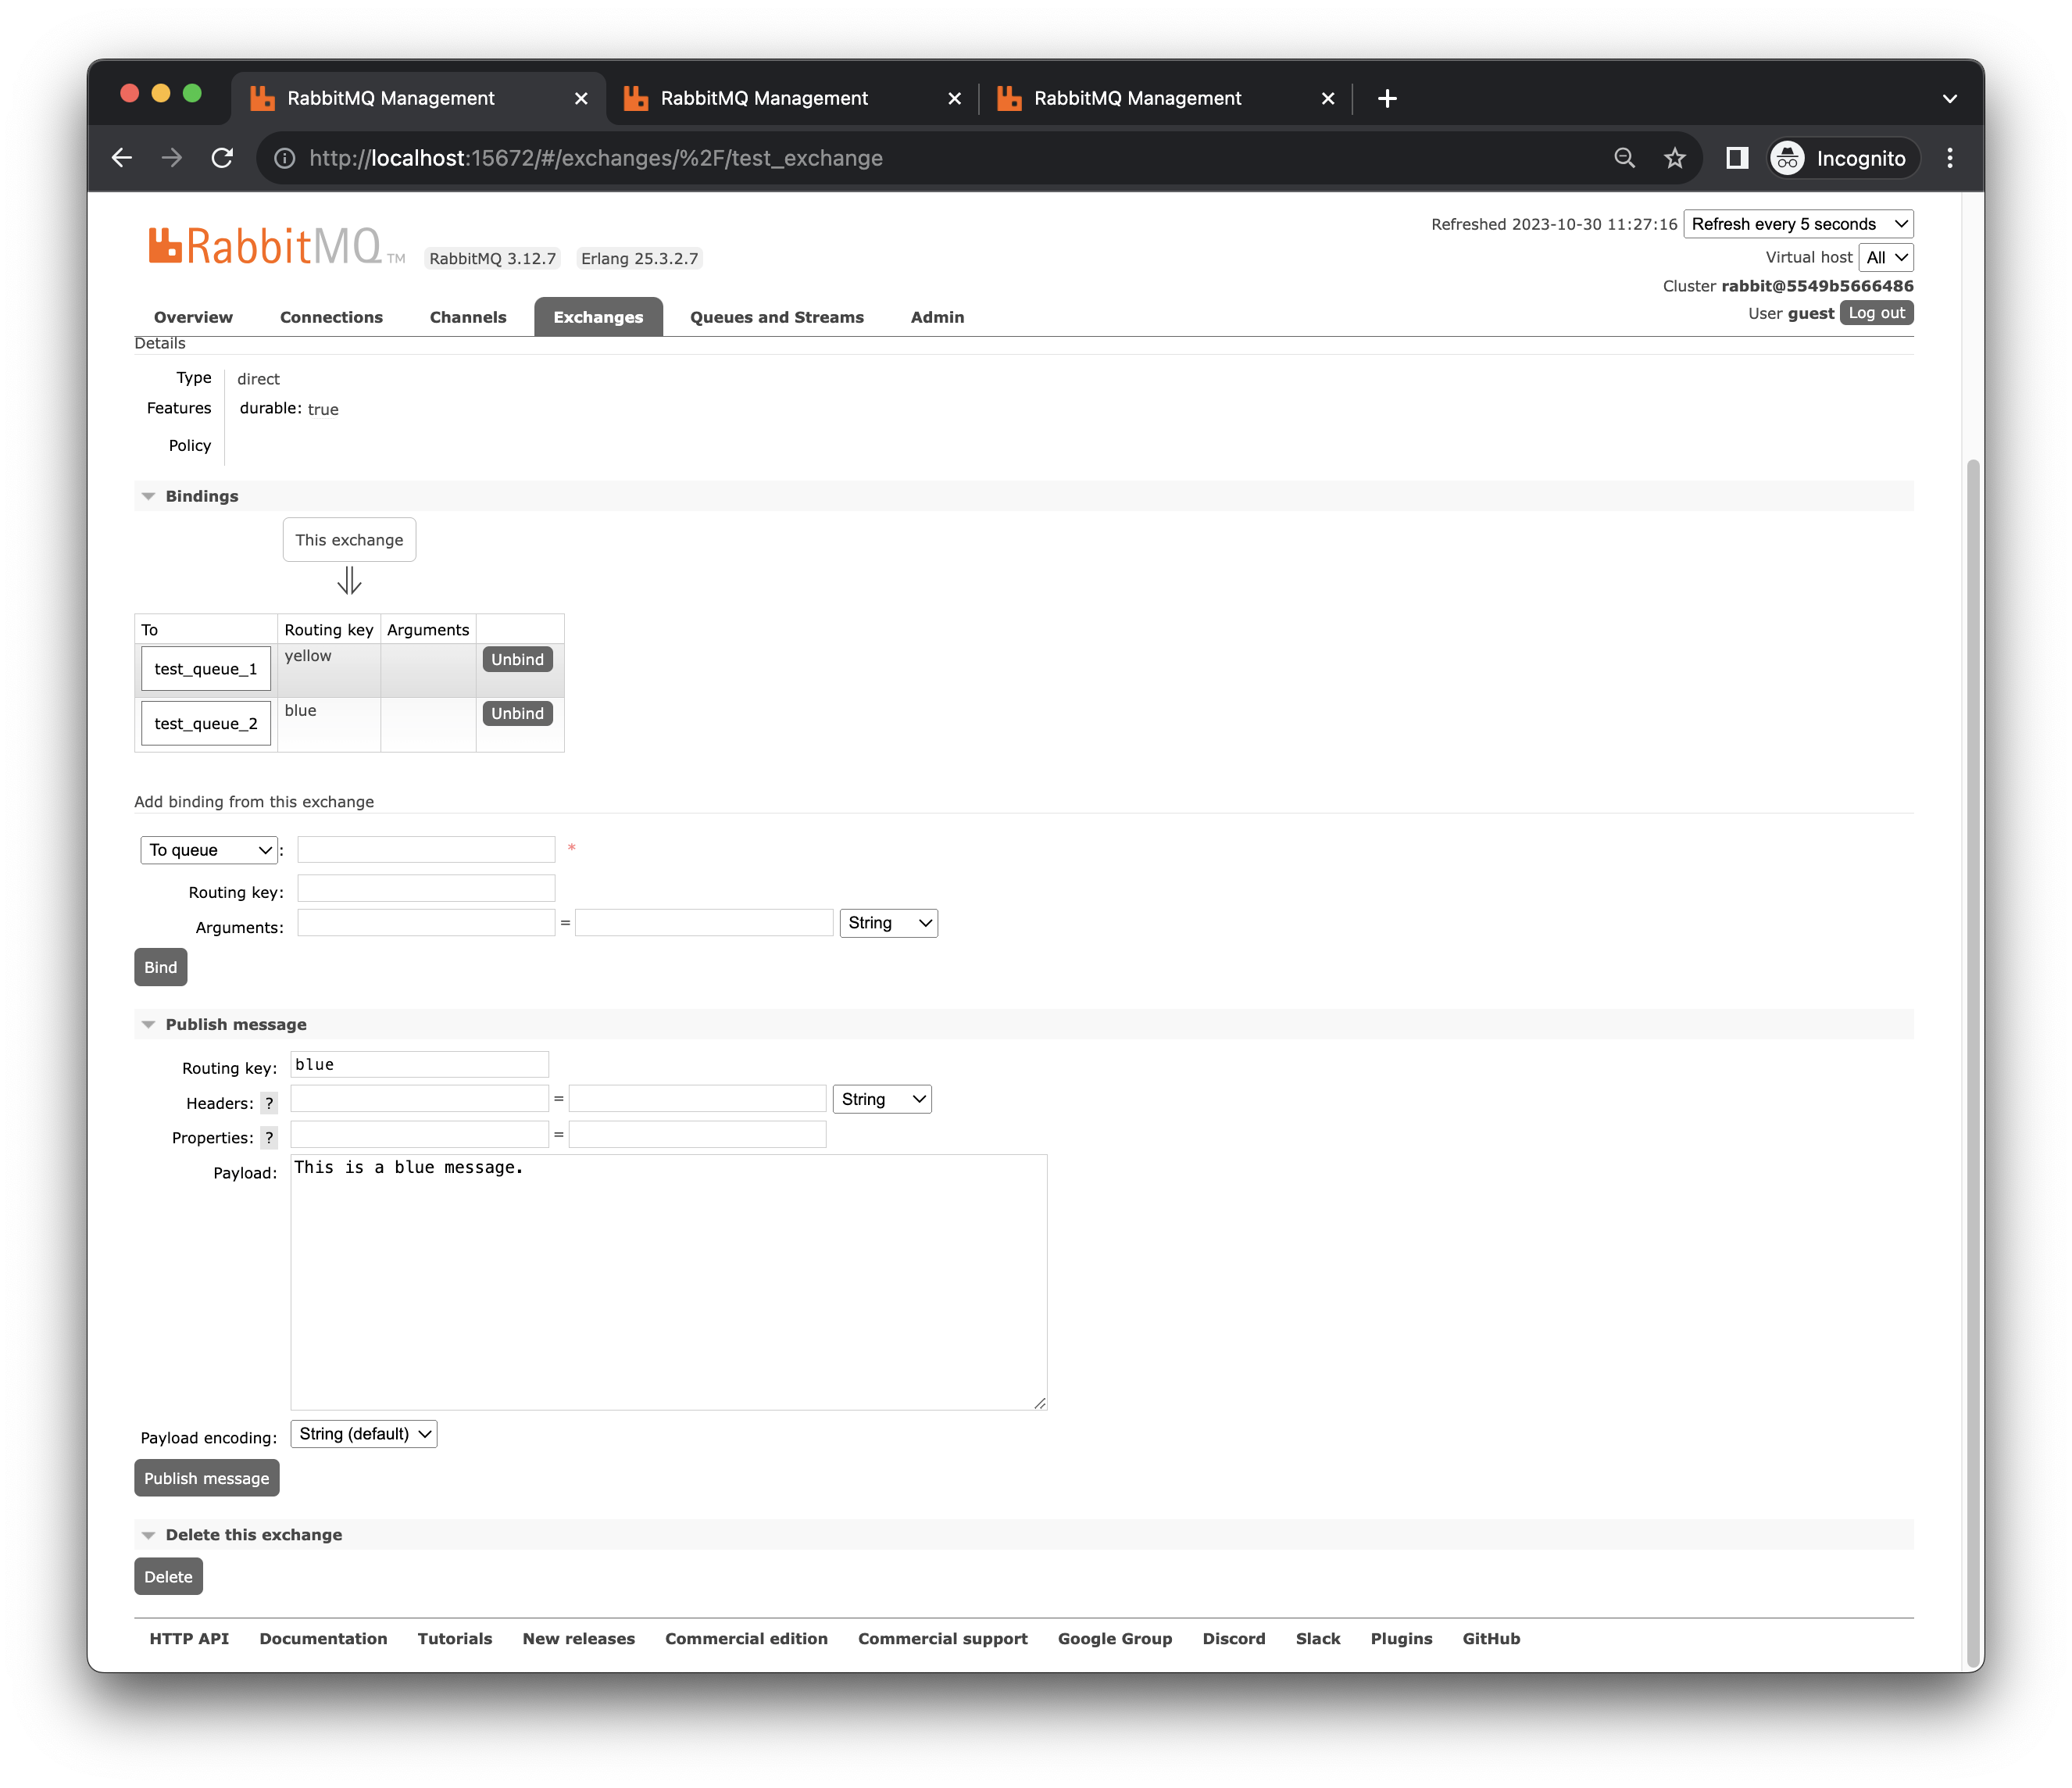 RabbitMQ Management RabbitMQ Management RabbitMQ Management
http://localhost:15672/#/exchanges/%2F/test_exchange Incognito
Refreshed 2023-10-30 11:27:16 Refresh every 5 seconds
RabbitMQ TM RabbitMQ 3.12.7 Erlang 25.3.2.7
Virtual host All
Cluster rabbit@5549b5666486
User guest Log out
Overview Connections Channels Exchanges Queues and Streams Admin
Details
Type direct
Features durable: true
Policy
Bindings
This exchange
To Routing key Arguments
test_queue_1 yellow Unbind
test_queue_2 blue Unbind
Add binding from this exchange
To queue : *
Routing key:
Arguments: = String
Bind
Publish message
Routing key: blue
Headers: ? = String
Properties: ? =
Payload: This is a blue message.
Payload encoding: String (default)
Publish message
Delete this exchange
Delete
HTTP API Documentation Tutorials New releases Commercial edition Commercial support Google Group Discord Slack Plugins GitHub